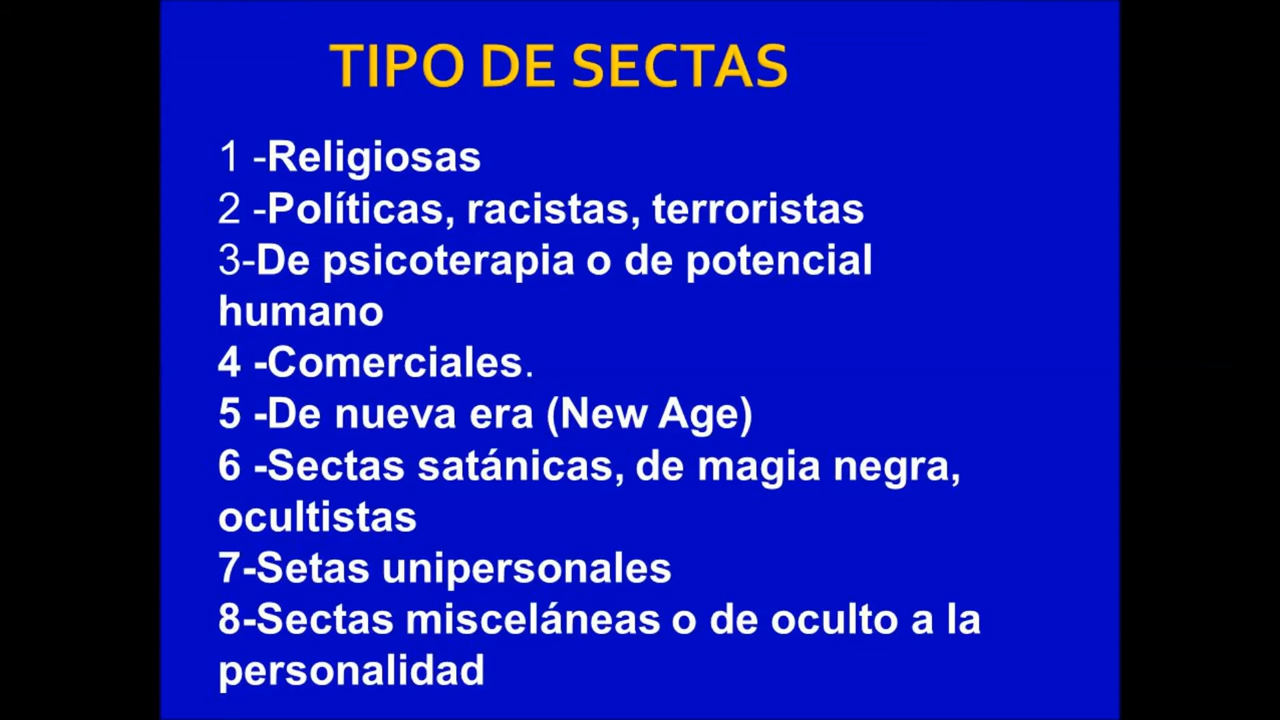 TIPO DE SECTAS
1 -Religiosas
2 -Políticas, racistas, terroristas
3-De psicoterapia o de potencial
humano
4 -Comerciales.
5 -De nueva era (New Age)
6 -Sectas satánicas, de magia negra,
ocultistas
7-Setas unipersonales
8-Sectas misceláneas o de oculto a la
personalidad